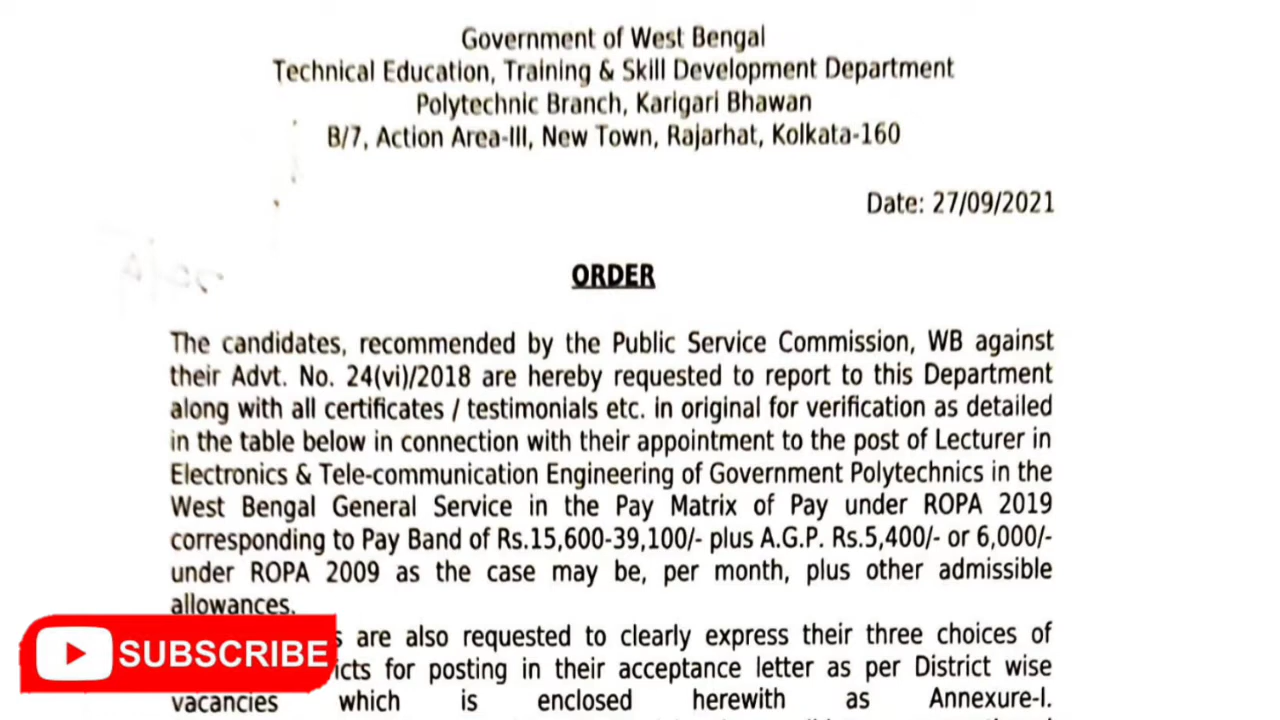 Government of West Bengal
Technical Education, Training & Skill Development Department
Polytechnic Branch, Karigari Bhawan
B/7, Action Area-III, New Town, Rajarhat, Kolkata-160
Date: 27/09/2021
ORDER
The candidates, recommended by the Public Service Commission, WB against
their Advt. No. 24(vi)/2018 are hereby requested to report to this Department
along with all certificates / testimonials etc. in original for verification as detailed
in the table below in connection with their appointment to the post of Lecturer in
Electronics & Tele-communication Engineering of Government Polytechnics in the
West Bengal General Service in the Pay Matrix of Pay under ROPA 2019
corresponding to Pay Band of Rs.15,600-39,100/- plus A.G.P. Rs.5,400/- or 6,000/-
under ROPA 2009 as the case may be, per month, plus other admissible
allowances.
are also requested to clearly express their three choices of
for posting in their acceptance letter as per District wise
vacancies which is enclosed herewith as Annexure-I.
SUBSCRIBE